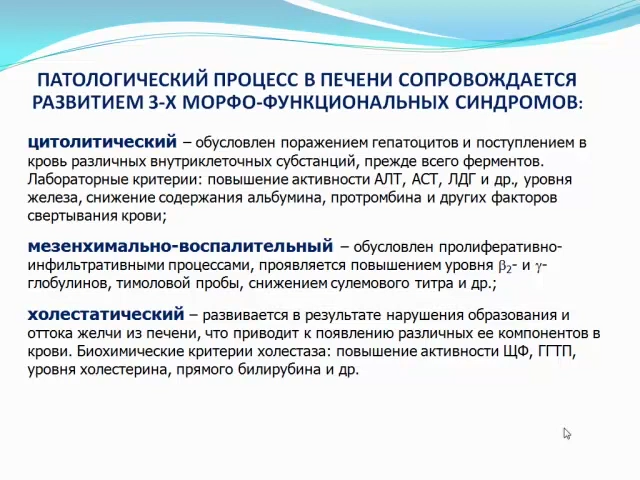 ПАТОЛОГИЧЕСКИЙ ПРОЦЕСС В ПЕЧЕНИ СОПРОВОЖДАЕТСЯ
РАЗВИТИЕМ 3-Х МОРФО-ФУНКЦИОНАЛЬНЫХ СИНДРОМОВ:
цитолитический – обусловлен поражением гепатоцитов и поступлением в
кровь различных внутриклеточных субстанций, прежде всего ферментов.
Лабораторные критерии: повышение активности АЛТ, АСТ, ЛДГ и др., уровня
железа, снижение содержания альбумина, протромбина и других факторов
свертывания крови;
мезенхимально-воспалительный – обусловлен пролиферативно-
инфильтративными процессами, проявляется повышением уровня β₂- и γ-
глобулинов, тимоловой пробы, снижением сулемового титра и др.;
холестатический – развивается в результате нарушения образования и
оттока желчи из печени, что приводит к появлению различных ее компонентов в
крови. Биохимические критерии холестаза: повышение активности ЩФ, ГГТП,
уровня холестерина, прямого билирубина и др.